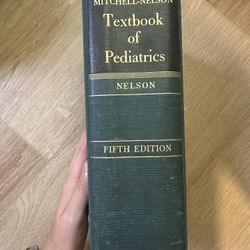 MITCHELL-NELSON
Textbook
of
Pediatrics
NELSON
FIFTH EDITION